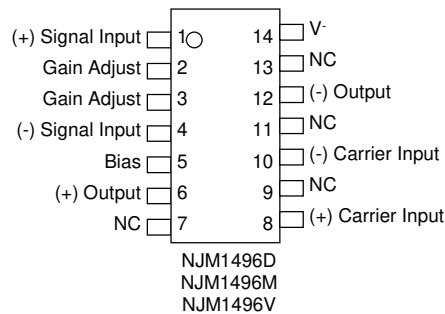 (+) Signal Input 1 14 V-
Gain Adjust 2 13 NC
Gain Adjust 3 12 (-) Output
(-) Signal Input 4 11 NC
Bias 5 10 (-) Carrier Input
(+) Output 6 9 NC
NC 7 8 (+) Carrier Input
NJM1496D
NJM1496M
NJM1496V